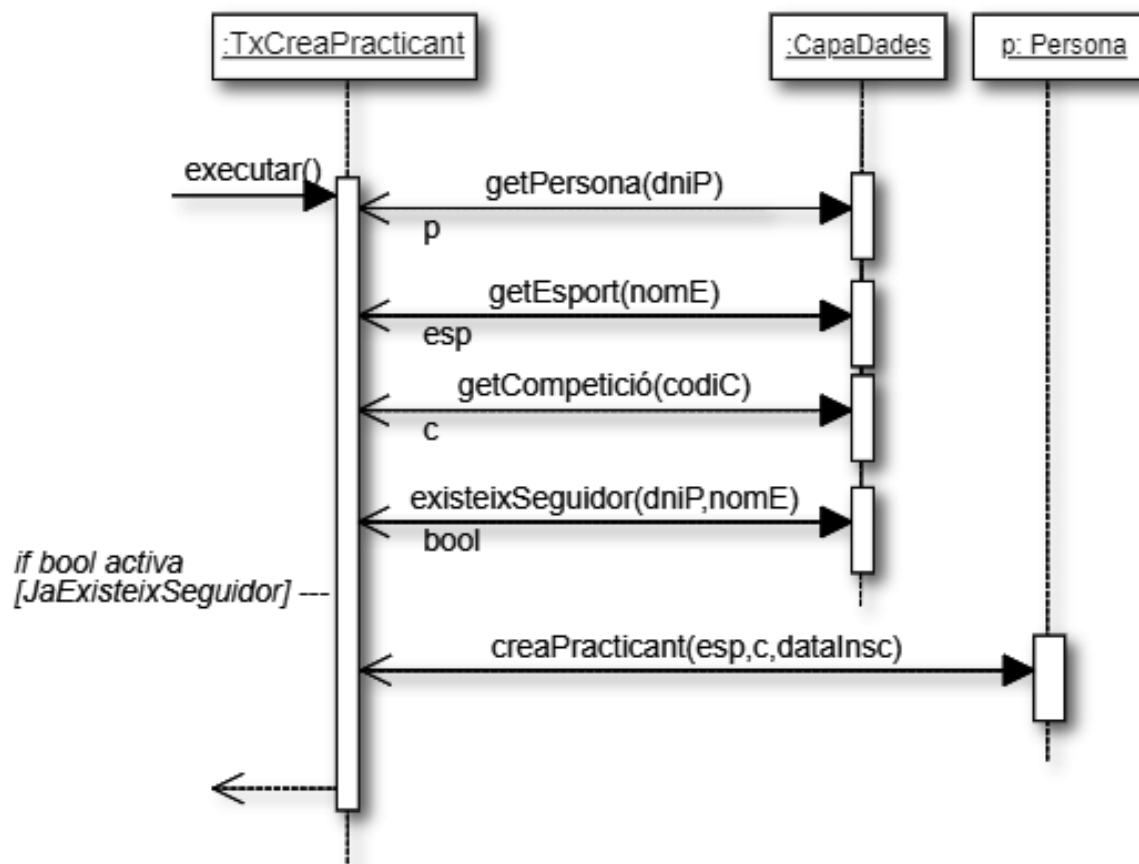 :TxCreaPracticant
:CapaDades
p: Persona
executar()
getPersona(dniP)
p
getEsport(nomE)
esp
getCompetició(codiC)
c
existeixSeguidor(dniP,nomE)
bool
if bool activa
[JaExisteixSeguidor] ---
creaPracticant(esp,c,dataInsc)